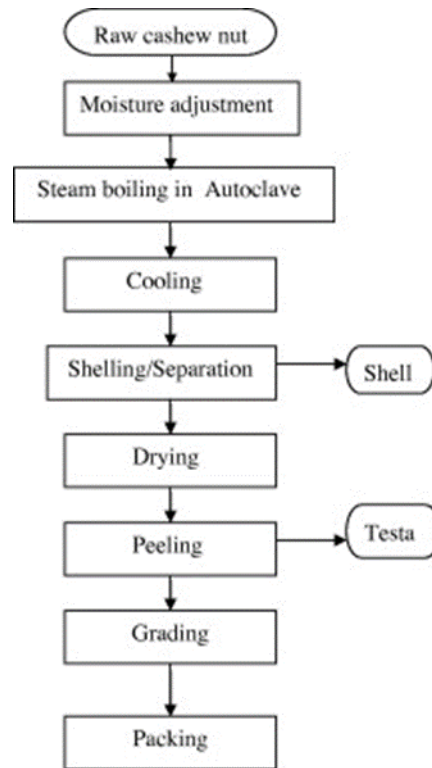 Raw cashew nut
Moisture adjustment
Steam boiling in Autoclave
Cooling
Shelling/Separation
Shell
Drying
Peeling
Testa
Grading
Packing